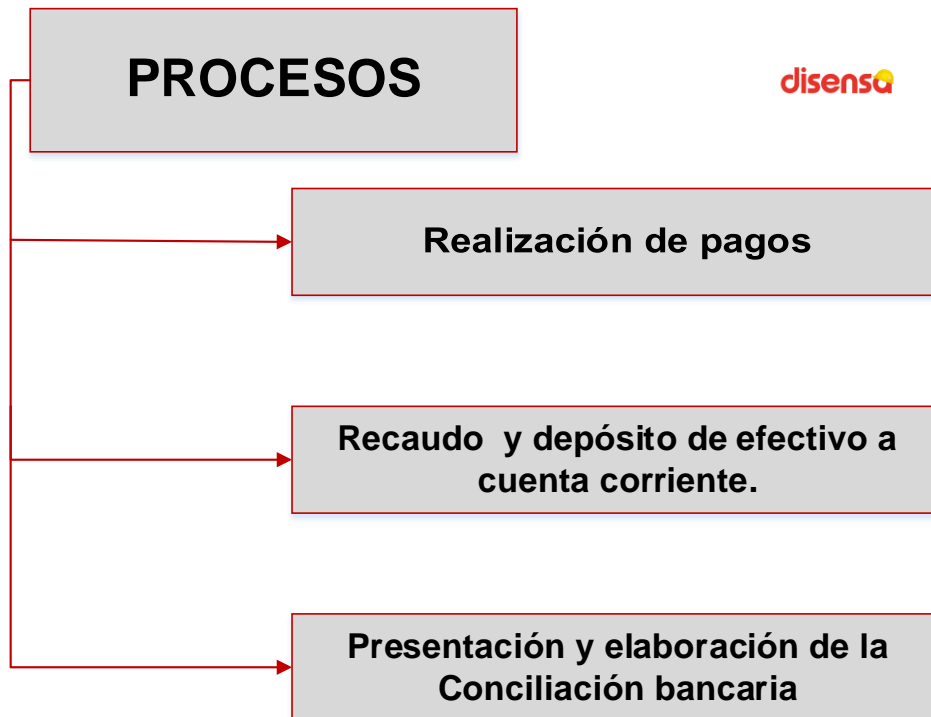 PROCESOS
disensa
Realización de pagos
Recaudo y depósito de efectivo a
cuenta corriente.
Presentación y elaboración de la
Conciliación bancaria